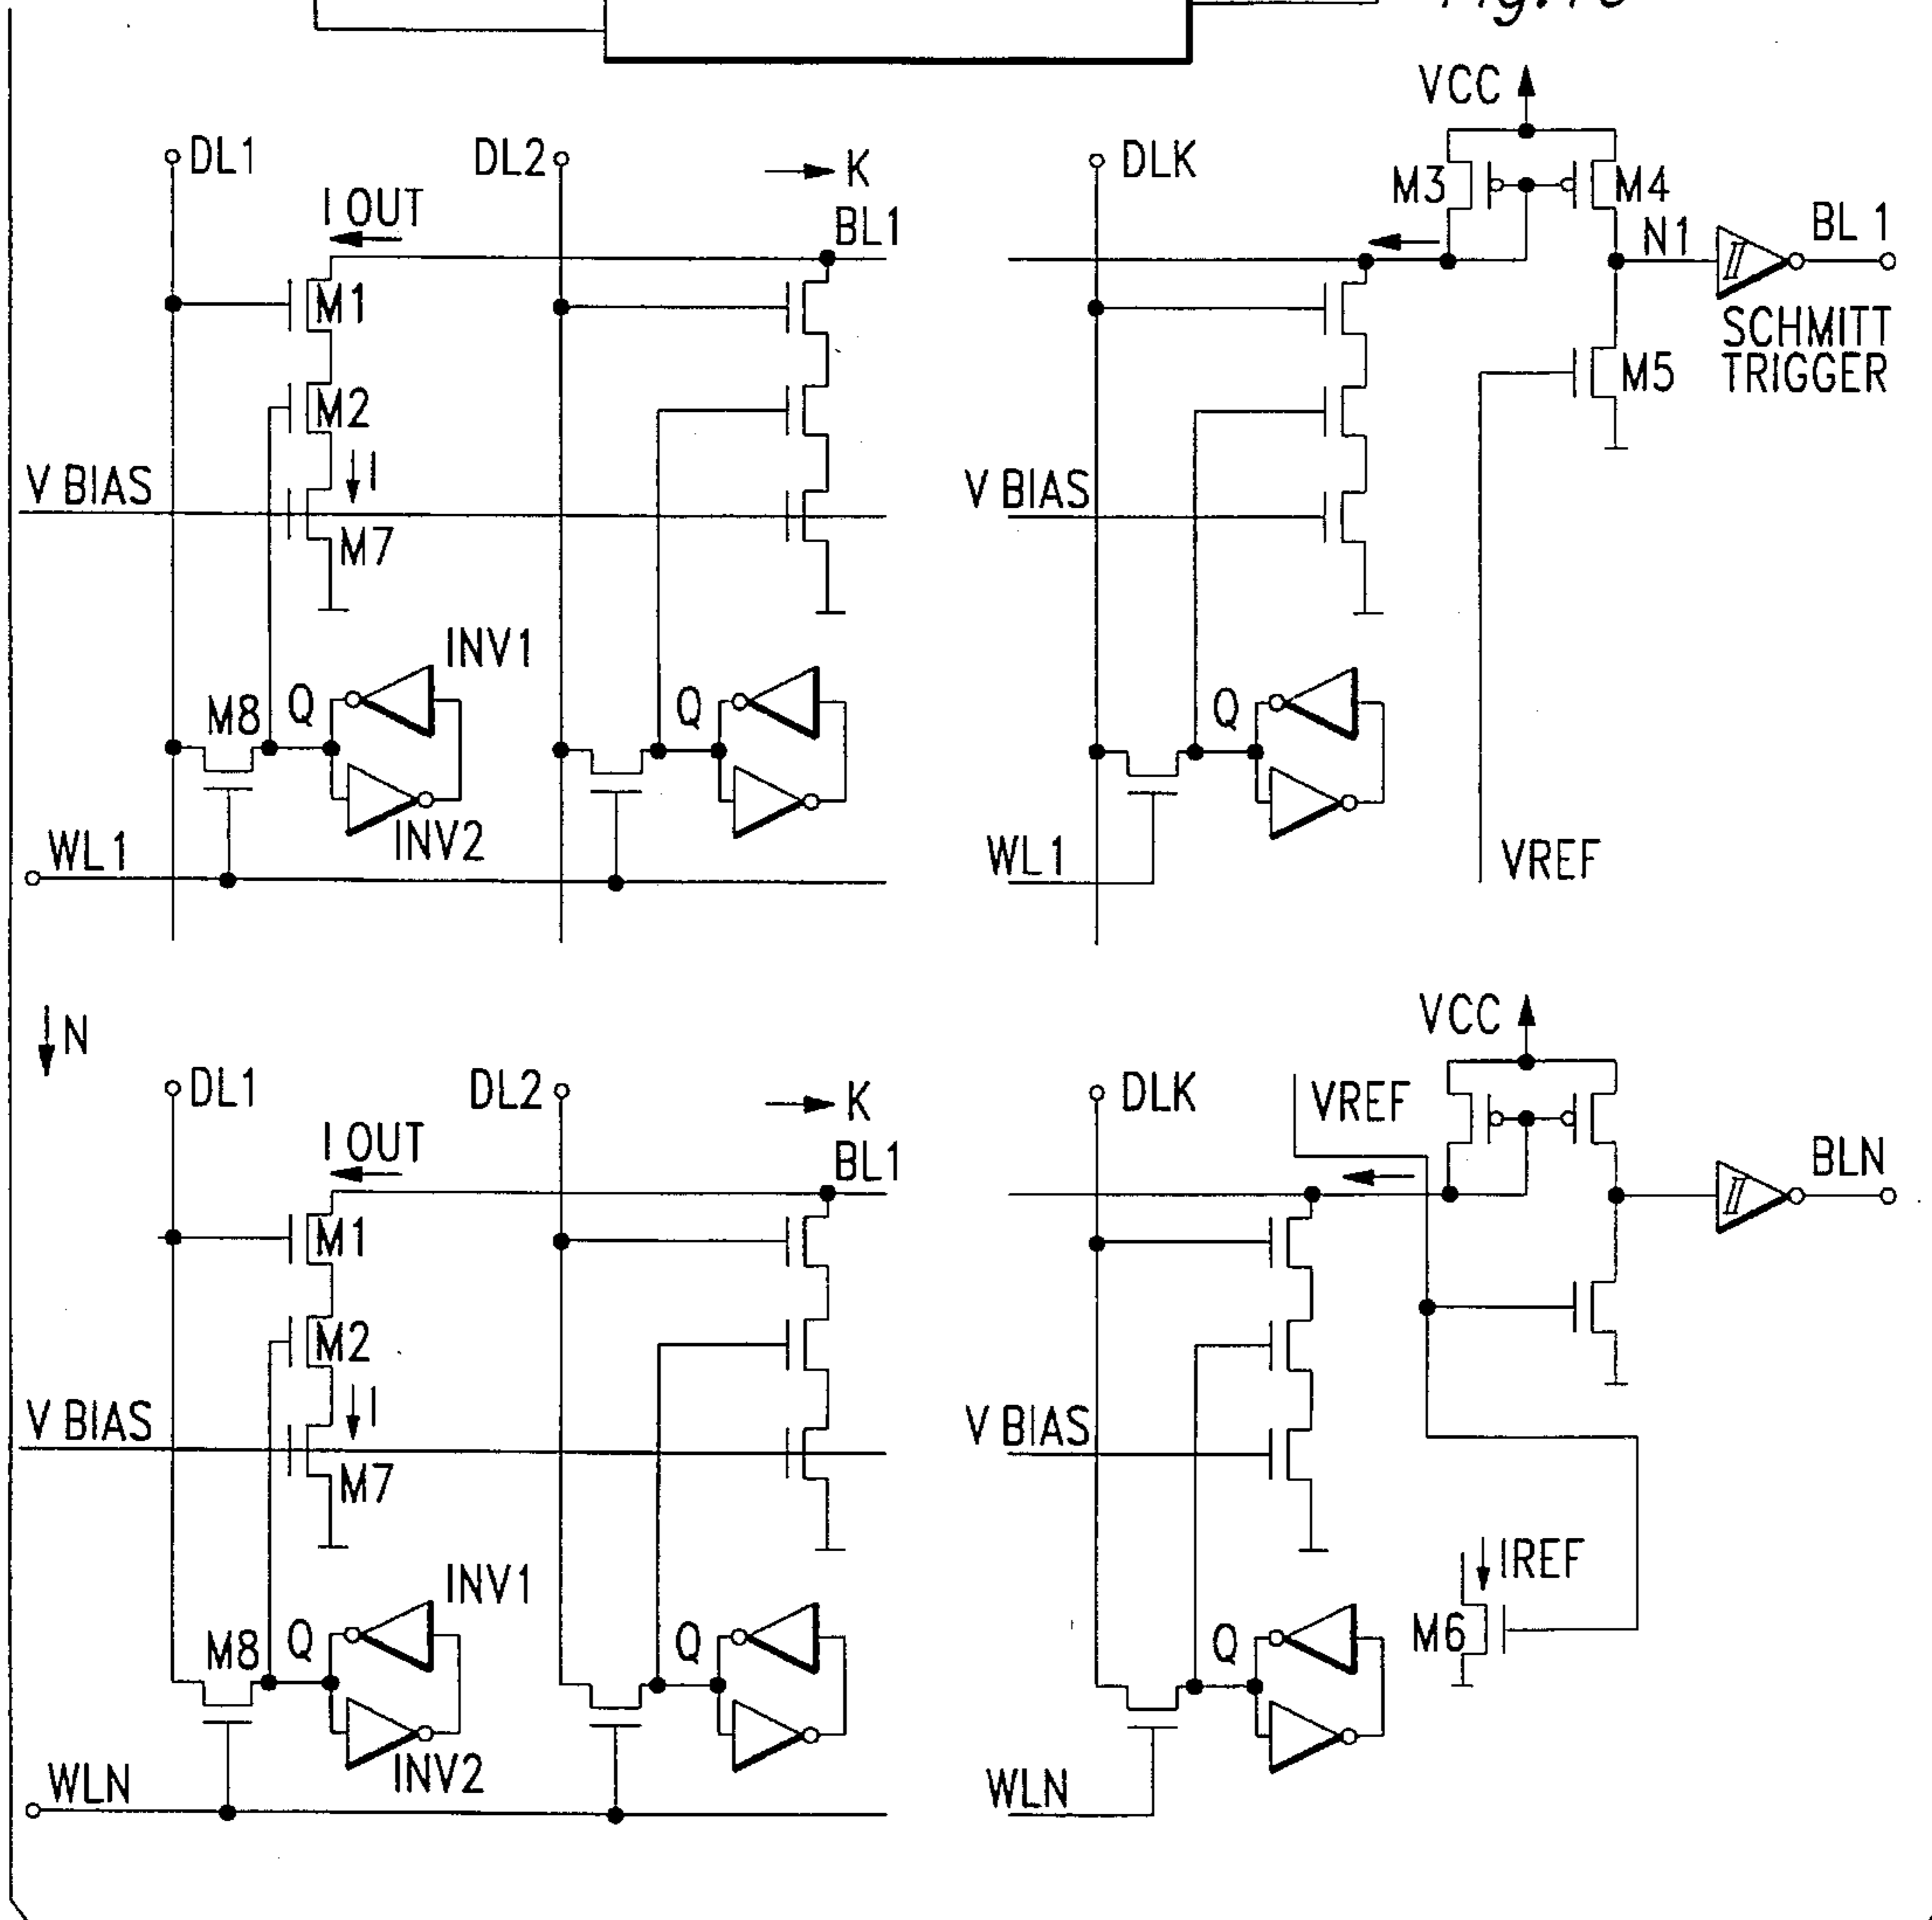 VCC
DL1
DL2
K
DLK
M3
M4
I OUT
BL1
N1
BL 1
M1
SCHMITT
TRIGGER
M5
M2
V BIAS
I
V BIAS
M7
INV1
M8
Q
Q
Q
INV2
WL1
WL1
VREF
N
VCC
DL1
DL2
K
DLK
VREF
I OUT
BL1
BLN
M1
M2
V BIAS
I
V BIAS
M7
IREF
INV1
M6
M8
Q
Q
Q
INV2
WLN
WLN